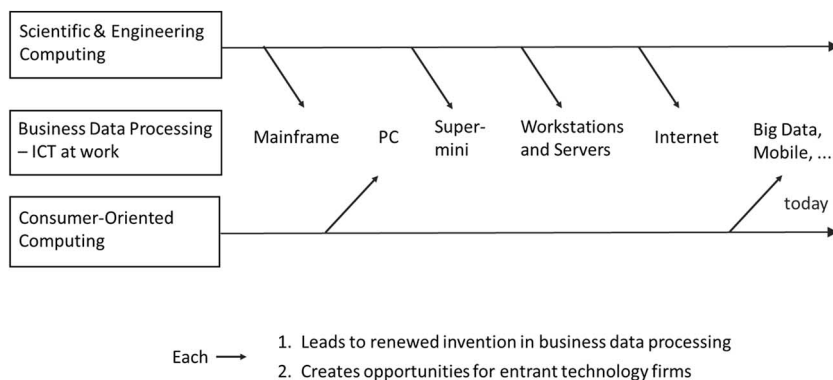 Scientific & Engineering
Computing
Business Data Processing
– ICT at work
Mainframe
PC
Super-
mini
Workstations
and Servers
Internet
Big Data,
Mobile, ...
today
Consumer-Oriented
Computing
Each
1. Leads to renewed invention in business data processing
2. Creates opportunities for entrant technology firms